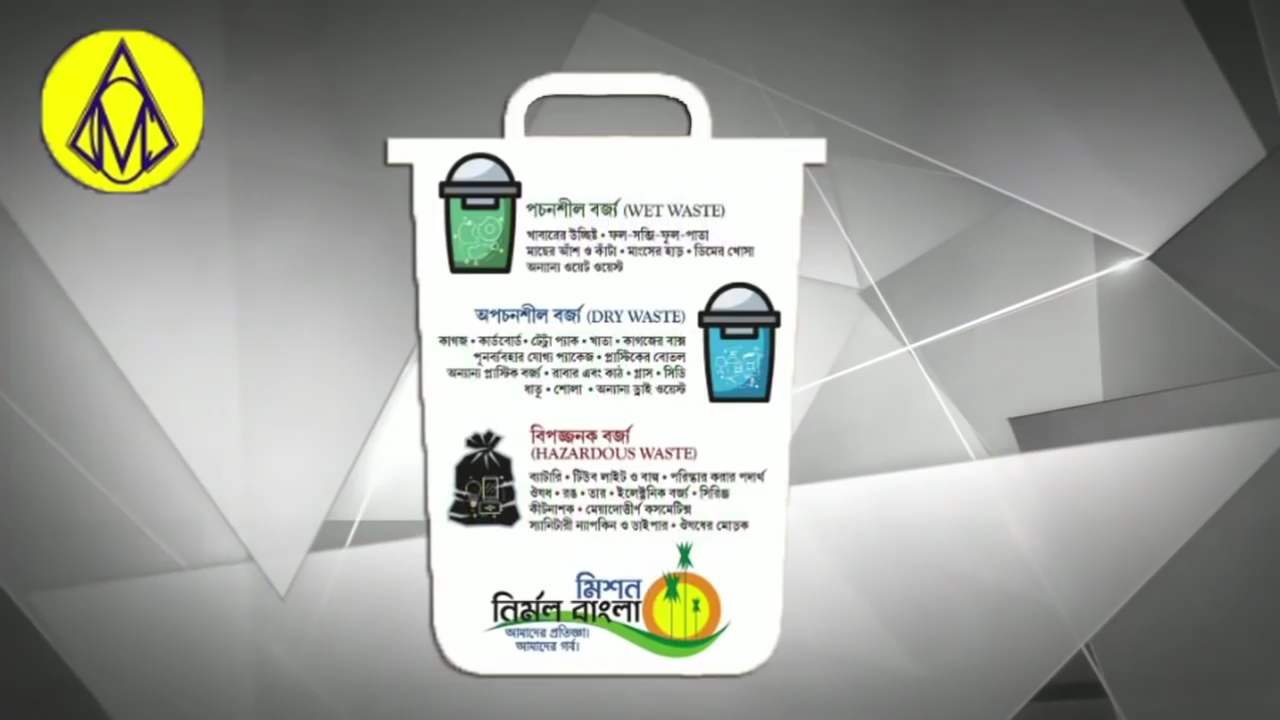 পচনশীল বর্জ্য (WET WASTE)
খাবারের উচ্ছিষ্ট • ফল-সব্জি-ফুল-পাতা
মাছের আঁশ ও কাঁটা • মাংসের হাড় • ডিমের খোসা
অন্যান্য ওয়েট ওয়েস্ট
অপচনশীল বর্জ্য (DRY WASTE)
কাগজ • কার্ডবোর্ড • টেট্রা প্যাক • খাতা • কাগজের বাক্স
পুনর্ব্যবহার যোগ্য প্যাকেজ • প্লাস্টিকের বোতল
অন্যান্য প্লাস্টিক বর্জ্য • রাবার এবং কাঠ • গ্লাস • সিডি
ধাতু • শোলা • অন্যান্য ড্রাই ওয়েস্ট
বিপজ্জনক বর্জ্য
(HAZARDOUS WASTE)
ব্যাটারি • টিউব লাইট ও বাল্ব • পরিষ্কার করার পদার্থ
ঔষধ • রঙ • তার • ইলেক্ট্রনিক বর্জ্য • সিরিঞ্জ
কীটনাশক • মেয়াদোত্তীর্ণ কসমেটিক্স
স্যানিটারী ন্যাপকিন ও ডাইপার • ঔষধের মোড়ক
মিশন
নির্মল বাংলা
আমাদের প্রতিজ্ঞা।
আমাদের গর্ব।